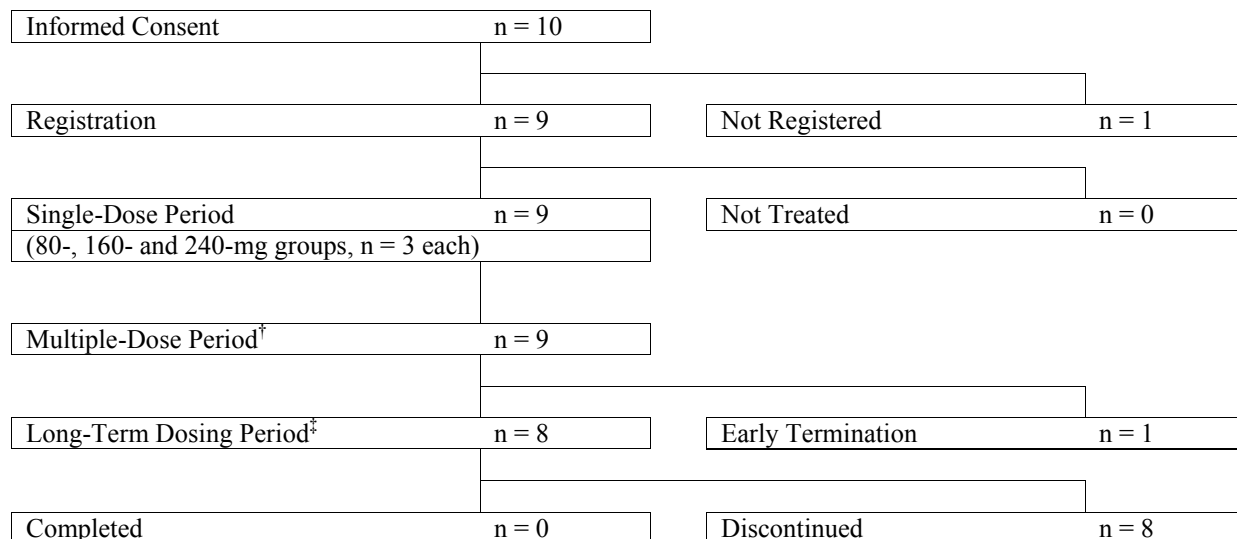 Informed Consent n = 10
Registration n = 9 Not Registered n = 1
Single-Dose Period n = 9 Not Treated n = 0
(80-, 160- and 240-mg groups, n = 3 each)
Multiple-Dose Period† n = 9
Long-Term Dosing Period‡ n = 8 Early Termination n = 1
Completed n = 0 Discontinued n = 8